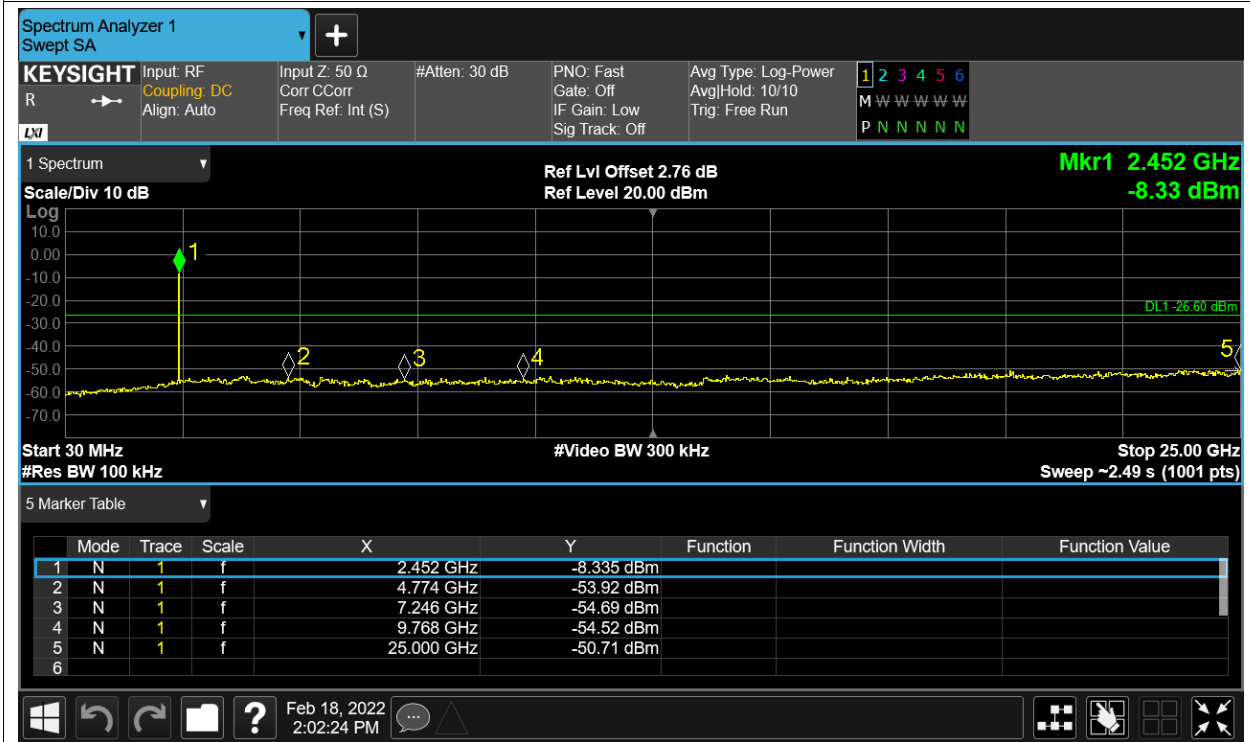 Spectrum Analyzer 1
Swept SA
KEYSIGHT
R
LXI
Input: RF
Coupling: DC
Align: Auto
Input Z: 50 Ω
Corr CCorr
Freq Ref: Int (S)
#Atten: 30 dB
PNO: Fast
Gate: Off
IF Gain: Low
Sig Track: Off
Avg Type: Log-Power
Avg|Hold: 10/10
Trig: Free Run
1 2 3 4 5 6
M W W W W W
P N N N N N
1 Spectrum
Scale/Div 10 dB
Ref Lvl Offset 2.76 dB
Ref Level 20.00 dBm
Mkr1 2.452 GHz
-8.33 dBm
Log
10.0
0.00
-10.0
-20.0
-30.0
-40.0
-50.0
-60.0
-70.0
1
DL1 -26.60 dBm
2
3
4
5
Start 30 MHz
#Res BW 100 kHz
#Video BW 300 kHz
Stop 25.00 GHz
Sweep ~2.49 s (1001 pts)
5 Marker Table
Mode Trace Scale X Y Function Function Width Function Value
1 N 1 f 2.452 GHz -8.335 dBm
2 N 1 f 4.774 GHz -53.92 dBm
3 N 1 f 7.246 GHz -54.69 dBm
4 N 1 f 9.768 GHz -54.52 dBm
5 N 1 f 25.000 GHz -50.71 dBm
6
?
Feb 18, 2022
2:02:24 PM